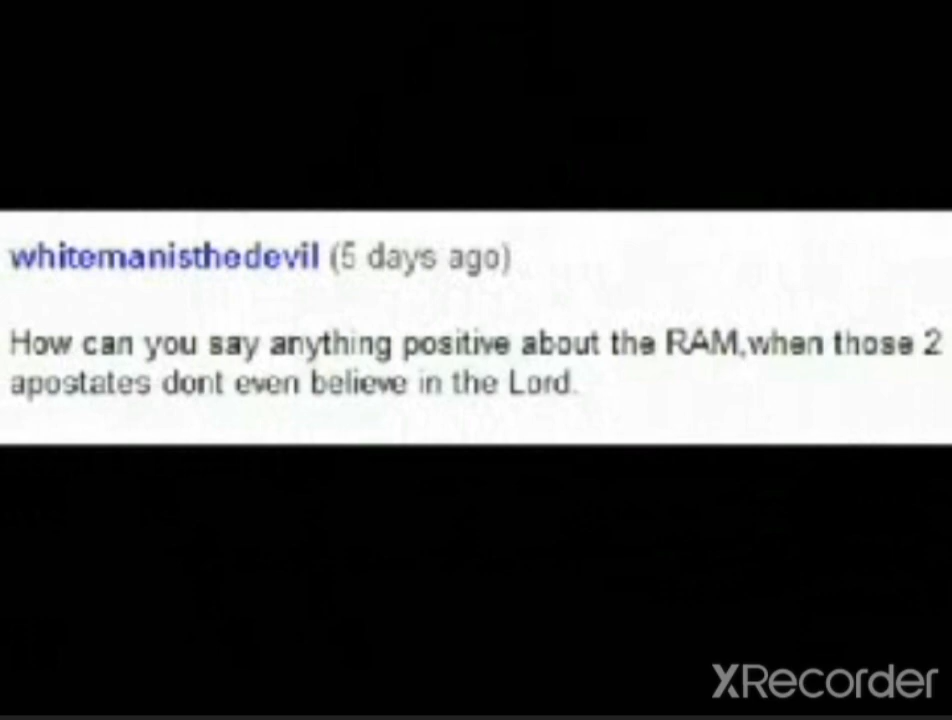 whitemanisthedevil (5 days ago)
How can you say anything positive about the RAM,when those 2
apostates dont even believe in the Lord.
XRecorder